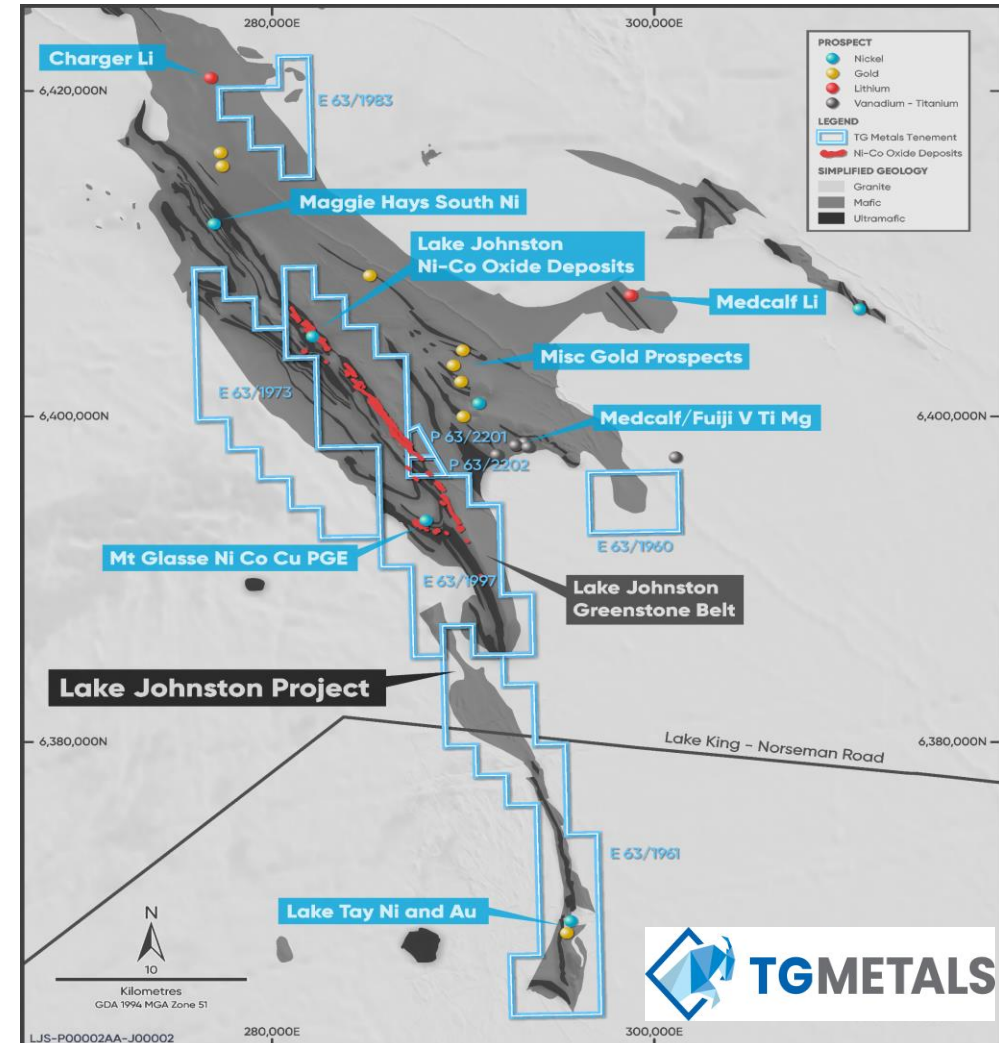 280,000E
300,000E
PROSPECT
Nickel
Gold
Lithium
Vanadium - Titanium
LEGEND
TG Metals Tenement
Ni-Co Oxide Deposits
SIMPLIFIED GEOLOGY
Granite
Mafic
Ultramafic
Charger Li
6,420,000N
6,420,000N
E 63/1983
Maggie Hays South Ni
Lake Johnston
Ni-Co Oxide Deposits
Medcalf Li
Misc Gold Prospects
E 63/1973
6,400,000N
6,400,000N
Medcalf/Fuiji V Ti Mg
P 63/2201
P 63/2202
E 63/1960
Mt Glasse Ni Co Cu PGE
E 63/1997
Lake Johnston
Greenstone Belt
Lake Johnston Project
6,380,000N
6,380,000N
Lake King - Norseman Road
E 63/1961
Lake Tay Ni and Au
N
10
Kilometres
GDA 1994 MGA Zone 51
TGMETALS
LJS-P00002AA-J00002
280,000E
300,000E